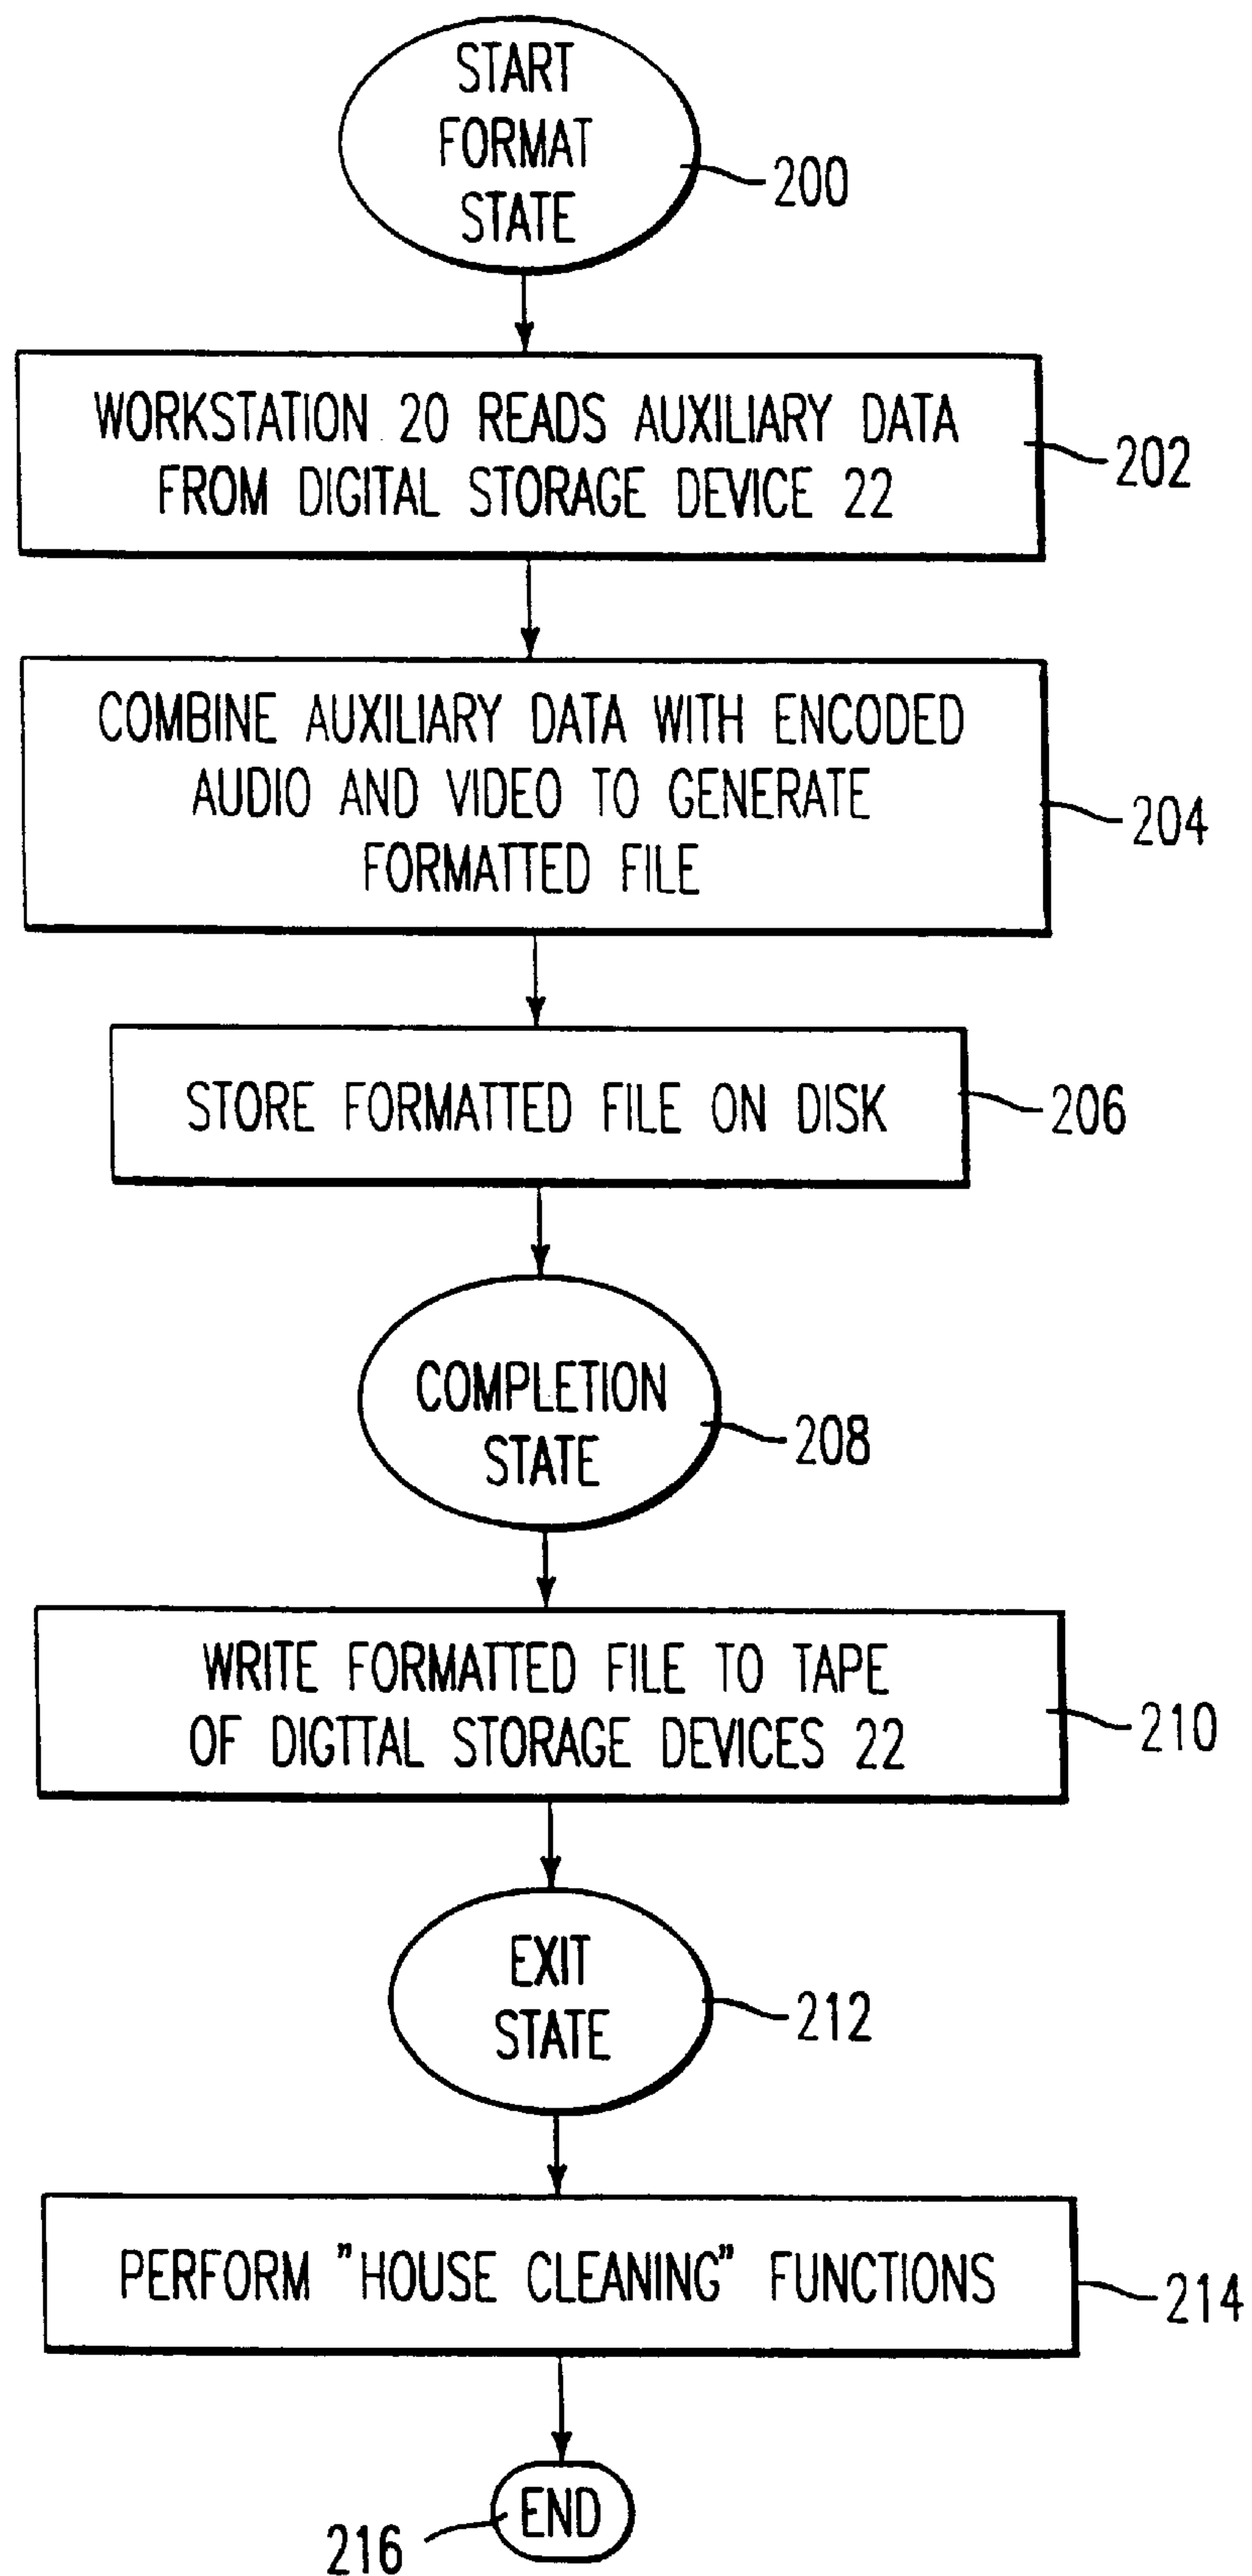 START
FORMAT
STATE
200
WORKSTATION 20 READS AUXILIARY DATA
FROM DIGITAL STORAGE DEVICE 22
202
COMBINE AUXILIARY DATA WITH ENCODED
AUDIO AND VIDEO TO GENERATE
FORMATTED FILE
204
STORE FORMATTED FILE ON DISK
206
COMPLETION
STATE
208
WRITE FORMATTED FILE TO TAPE
OF DIGTTAL STORAGE DEVICES 22
210
EXIT
STATE
212
PERFORM "HOUSE CLEANING" FUNCTIONS
214
END
216